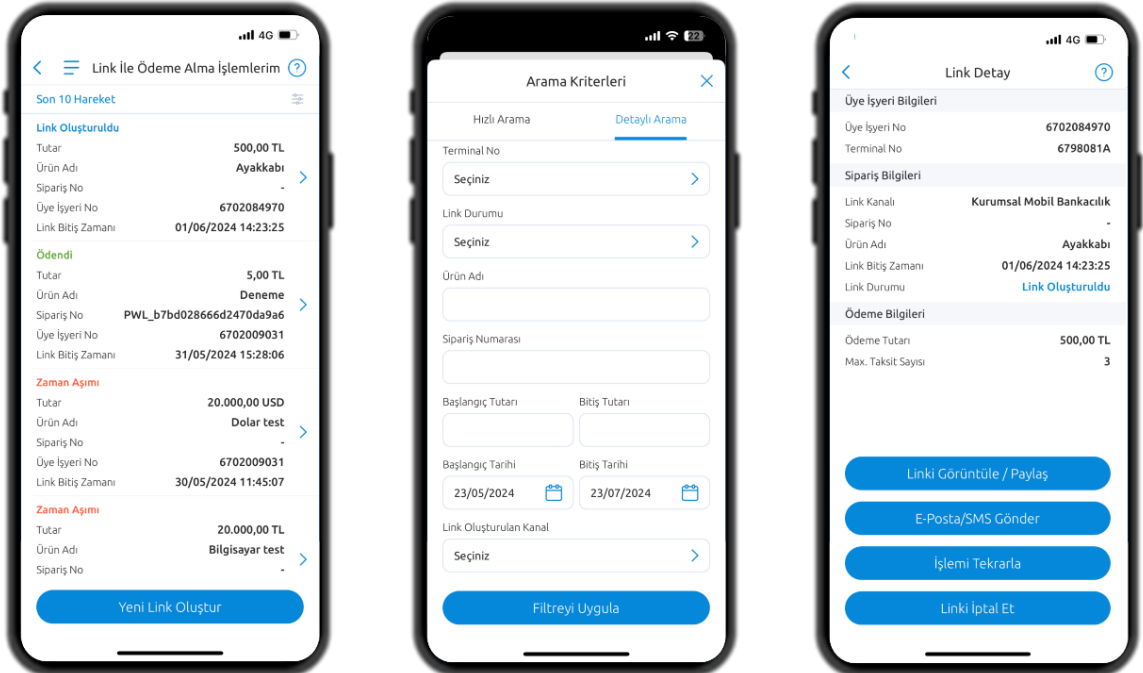 4G
Link İle Ödeme Alma İşlemlerim ?
Son 10 Hareket
Link Oluşturuldu
Tutar 500,00 TL
Ürün Adı Ayakkabı
Sipariş No -
Üye İşyeri No 6702084970
Link Bitiş Zamanı 01/06/2024 14:23:25
Ödendi
Tutar 5,00 TL
Ürün Adı Deneme
Sipariş No PWL_b7bd028666d2470da9a6
Üye İşyeri No 6702009031
Link Bitiş Zamanı 31/05/2024 15:28:06
Zaman Aşımı
Tutar 20.000,00 USD
Ürün Adı Dolar test
Sipariş No -
Üye İşyeri No 6702009031
Link Bitiş Zamanı 30/05/2024 11:45:07
Zaman Aşımı
Tutar 20.000,00 TL
Ürün Adı Bilgisayar test
Sipariş No -
Yeni Link Oluştur
22
Arama Kriterleri
Hızlı Arama Detaylı Arama
Terminal No
Seçiniz
Link Durumu
Seçiniz
Ürün Adı
Sipariş Numarası
Başlangıç Tutarı Bitiş Tutarı
Başlangıç Tarihi Bitiş Tarihi
23/05/2024 23/07/2024
Link Oluşturulan Kanal
Seçiniz
Filtreyi Uygula
4G
Link Detay ?
Üye İşyeri Bilgileri
Üye İşyeri No 6702084970
Terminal No 6798081A
Sipariş Bilgileri
Link Kanalı Kurumsal Mobil Bankacılık
Sipariş No -
Ürün Adı Ayakkabı
Link Bitiş Zamanı 01/06/2024 14:23:25
Link Durumu Link Oluşturuldu
Ödeme Bilgileri
Ödeme Tutarı 500,00 TL
Max. Taksit Sayısı 3
Linki Görüntüle / Paylaş
E-Posta/SMS Gönder
İşlemi Tekrarla
Linki İptal Et